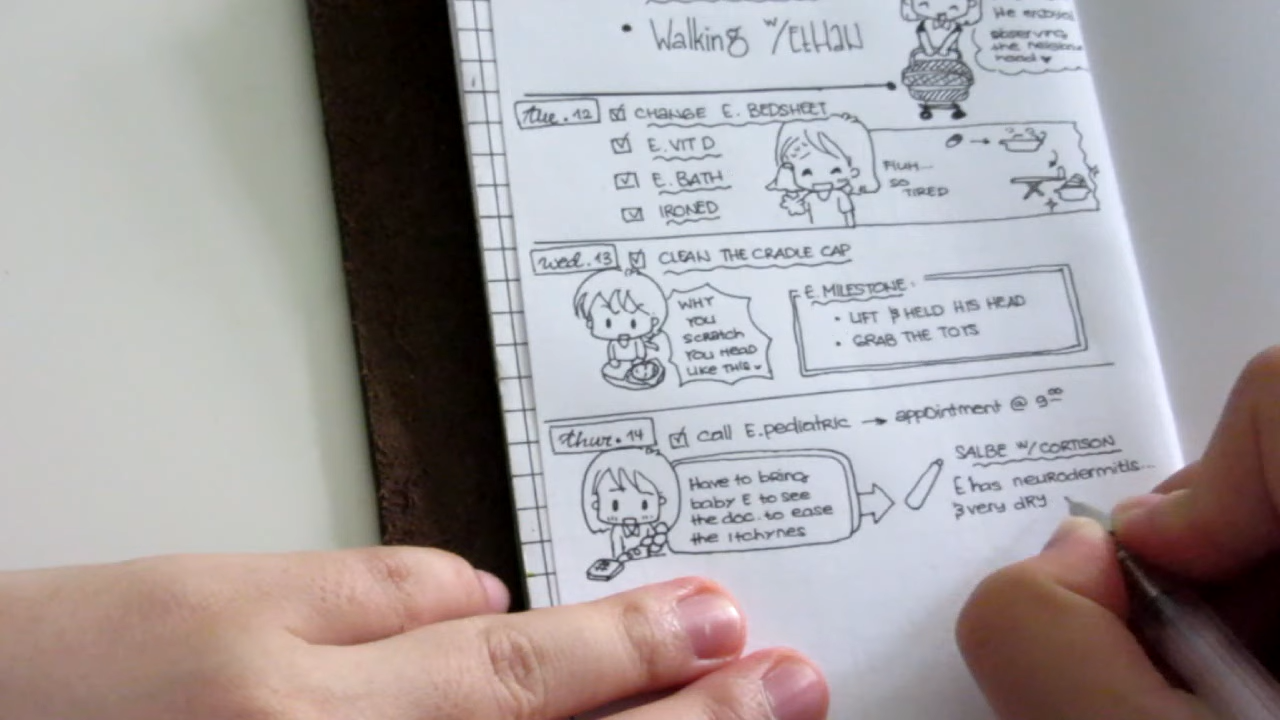 Walking w/Ethan
He enjoyed
observing
the neighbor
hood
Tue. 12
CHANGE E. BEDSHEET
E. VIT D
E. BATH
IRONED
FIUH...
SO
TIRED
Wed. 13
CLEAN THE CRADLE CAP
WHY
YOU
SCRATCH
YOU HEAD
LIKE THIS
E MILESTONE:
• LIFT & HELD HIS HEAD
• GRAB THE TOYS
Thur. 14
call E.pediatric → appointment @ 9⁰⁰
Have to bring
baby E to see
the doc. to ease
the itchynes
SALBE w/CORTISON
E has neurodermitis...
& very dry